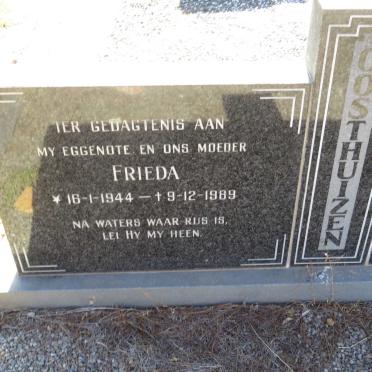 TER GEDAGTENIS AAN
MY EGGENOTE EN ONS MOEDER
FRIEDA
* 16-1-1944 — † 9-12-1989
NA WATERS WAAR RUS IS,
LEI HY MY HEEN.
OOSTHUIZEN